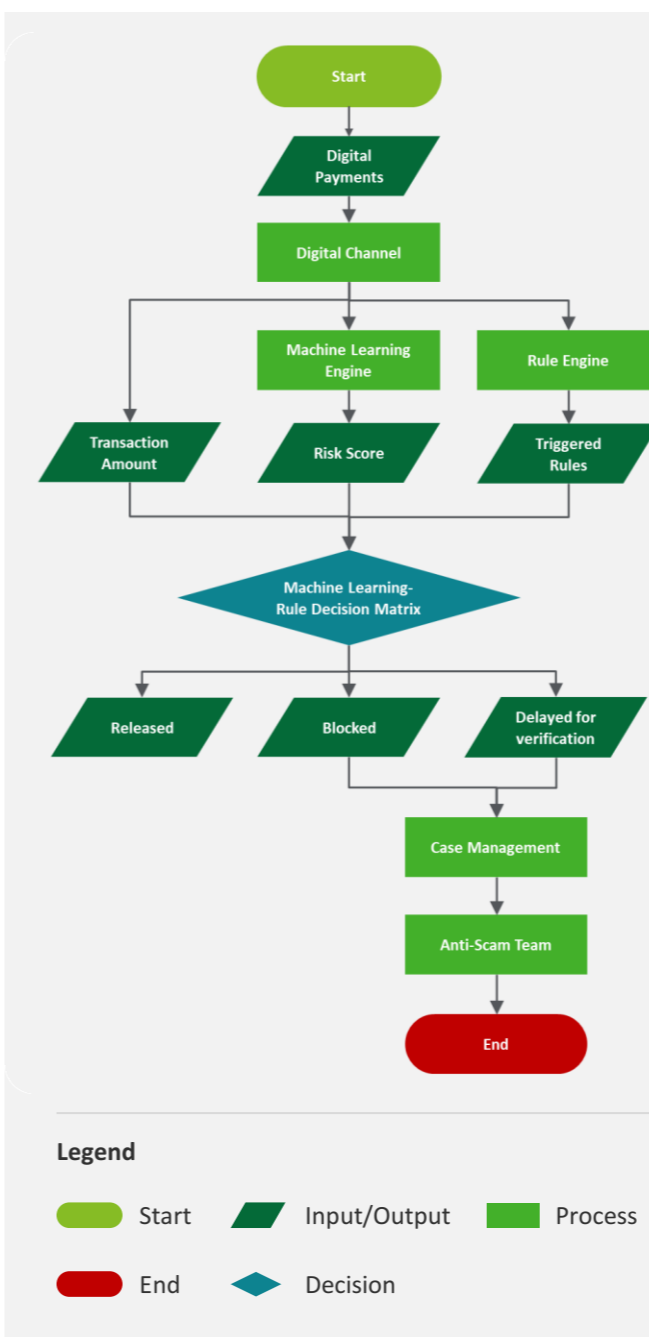 Start
Digital
Payments
Digital Channel
Machine Learning
Engine
Rule Engine
Transaction
Amount
Risk Score
Triggered
Rules
Machine Learning-
Rule Decision Matrix
Released
Blocked
Delayed for
verification
Case Management
Anti-Scam Team
End
Legend
Start
Input/Output
Process
End
Decision